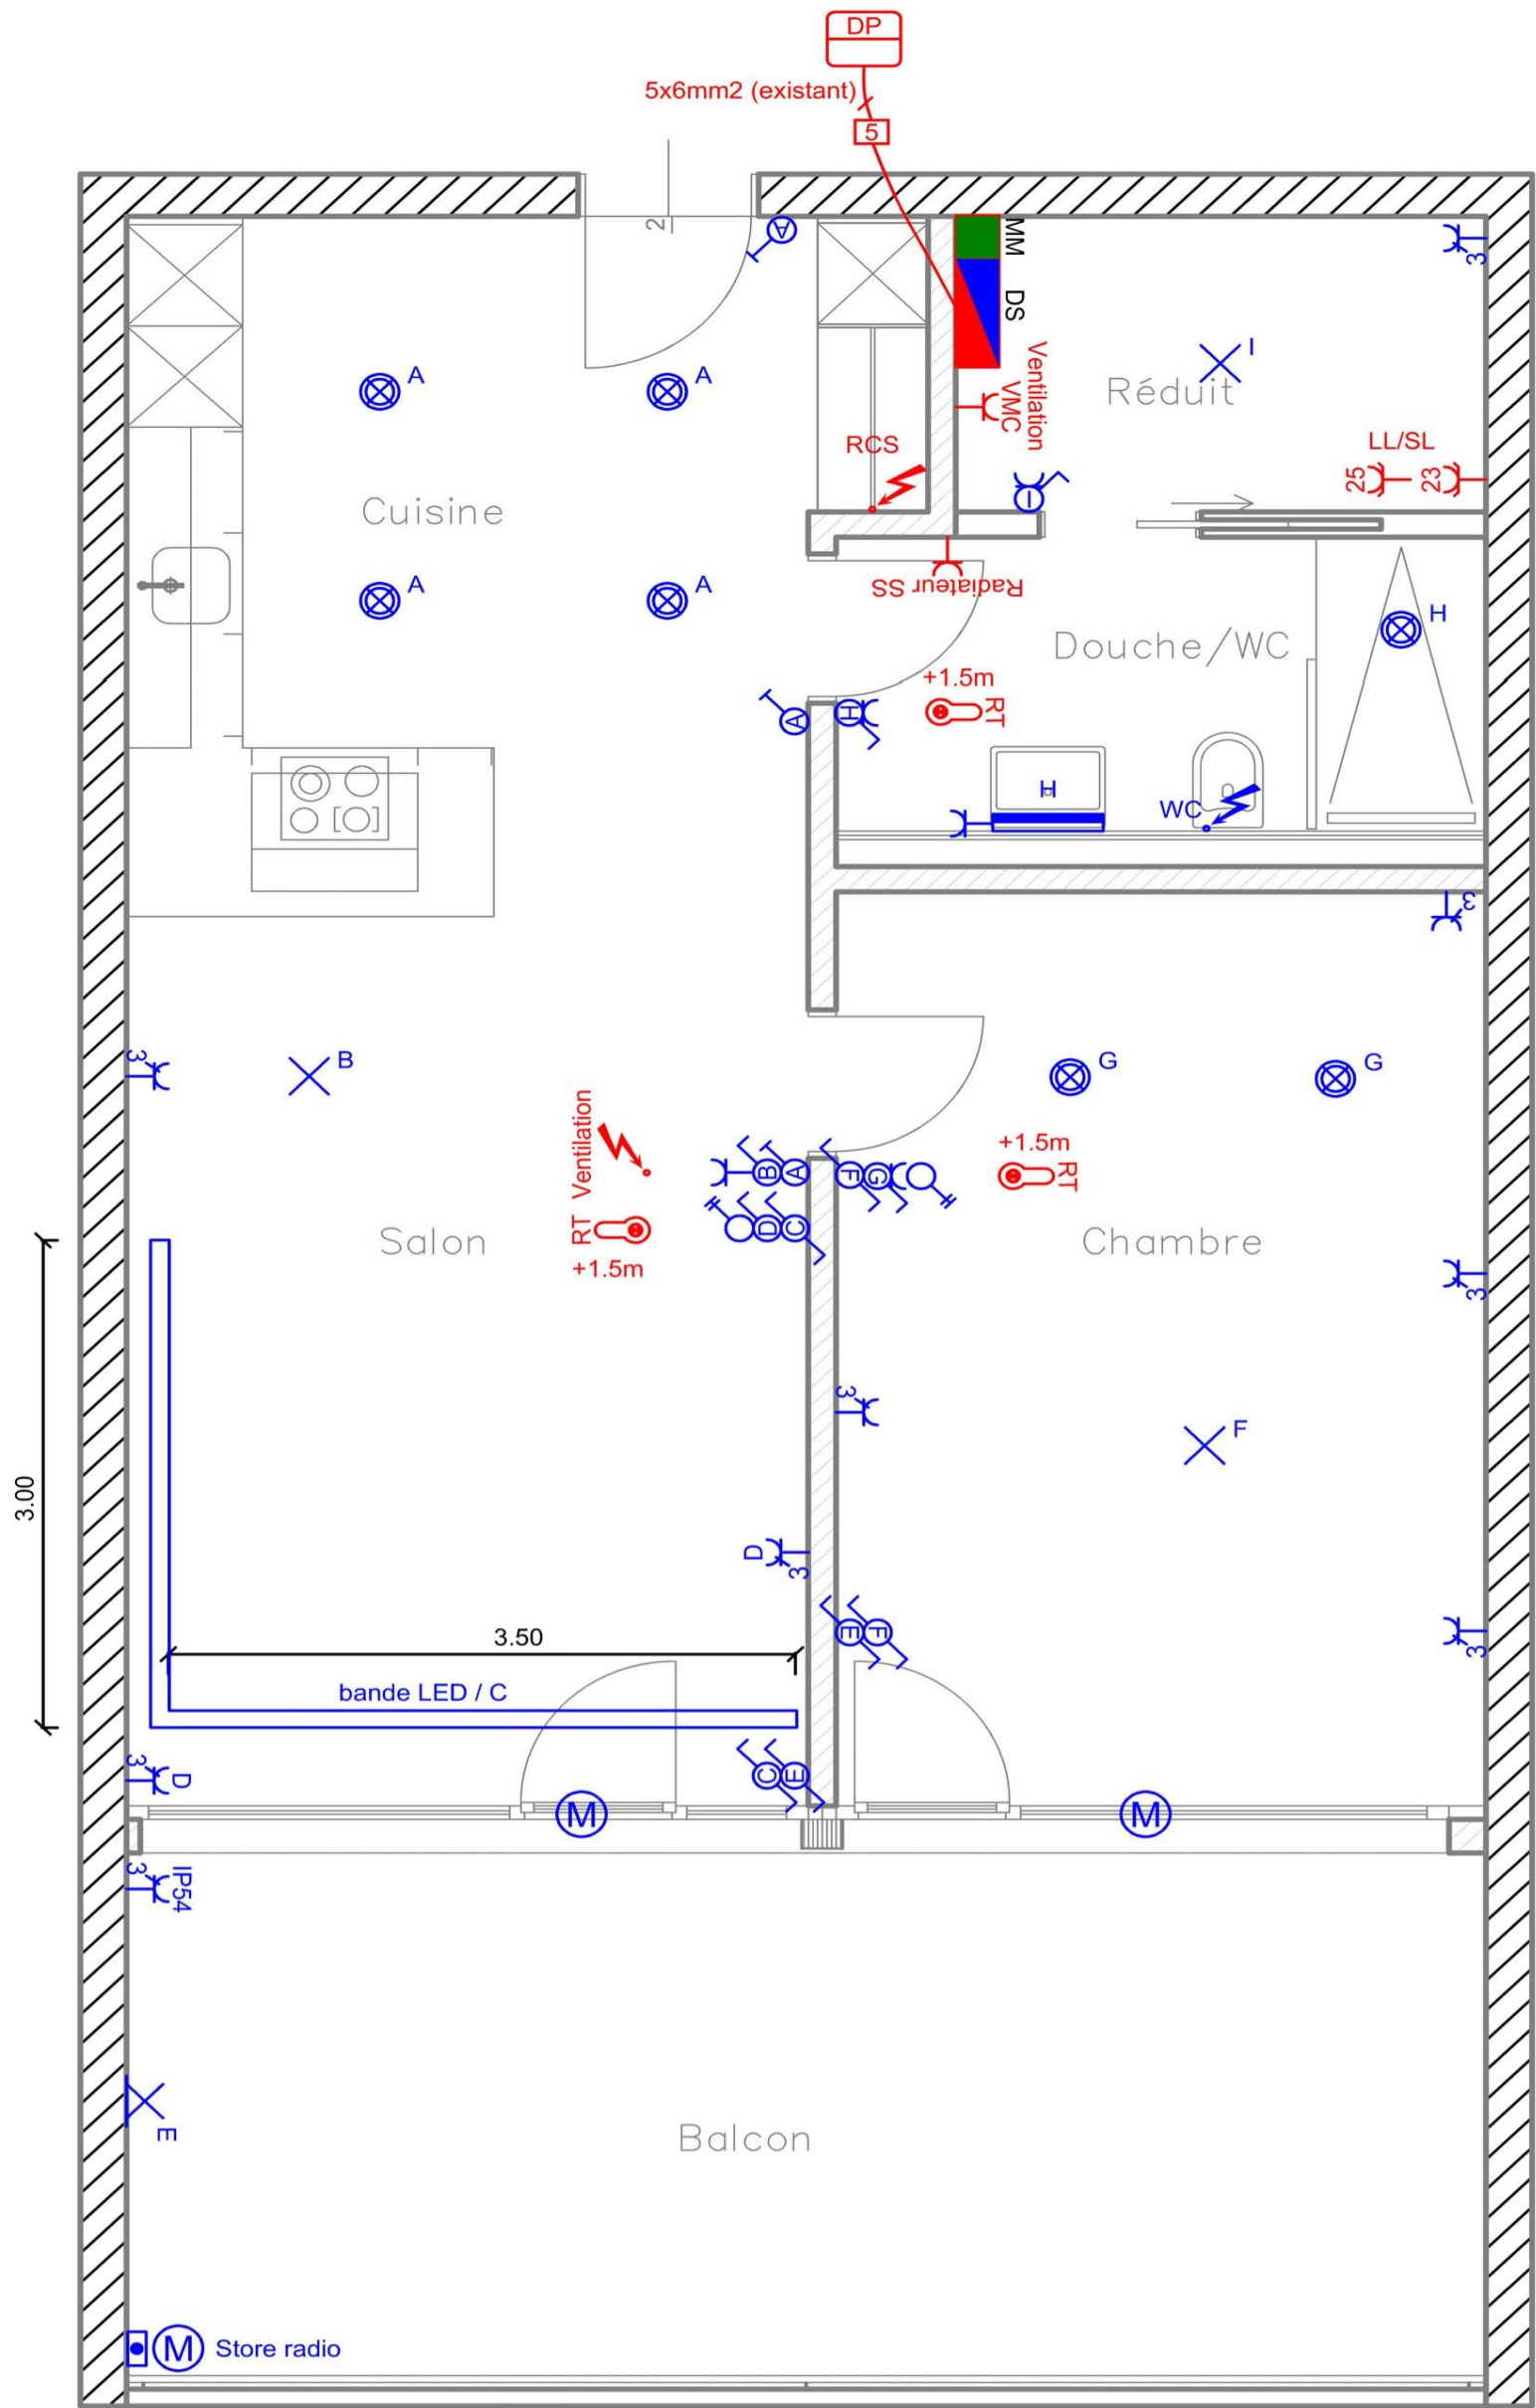 DP
5x6mm2 (existant)
5
2
A
MM
DS
3
A
A
I
Réduit
Ventilation
VMC
RCS
LL/SL
25
23
Cuisine
I
A
A
Radiateur SS
H
Douche/WC
+1.5m
RT
A
H
H
WC
3
3
B
G
G
Ventilation
B
A
F
G
+1.5m
RT
RT
D
C
+1.5m
Salon
Chambre
3
3
F
3.00
D
3
3.50
E
F
3
bande LED / C
3
D
C
E
M
M
3
IP54
E
Balcon
M
Store radio